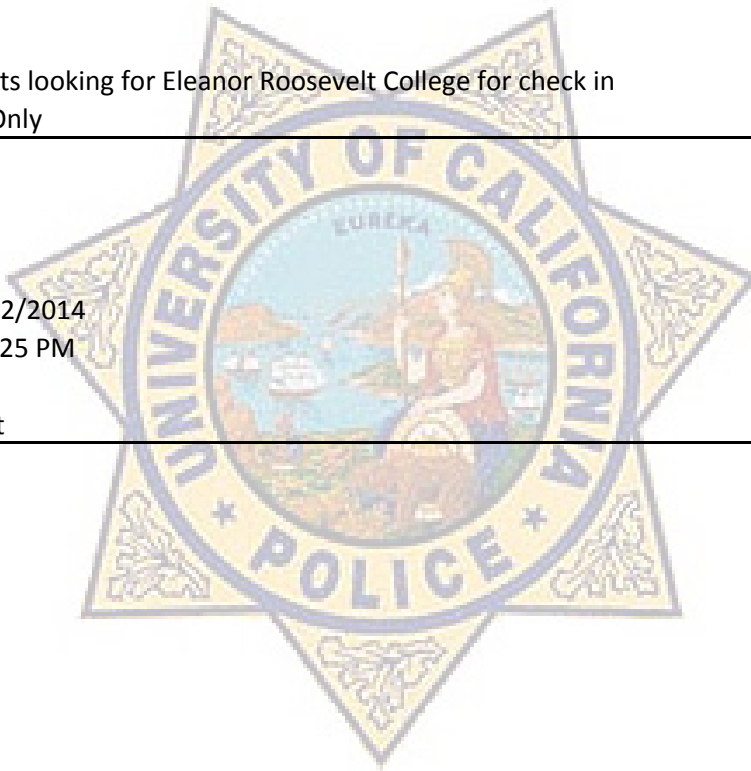 ts looking for Eleanor Roosevelt College for check in
Only
2/2014
25 PM
t
UNIVERSITY OF CALIFORNIA
EUREKA
POLICE